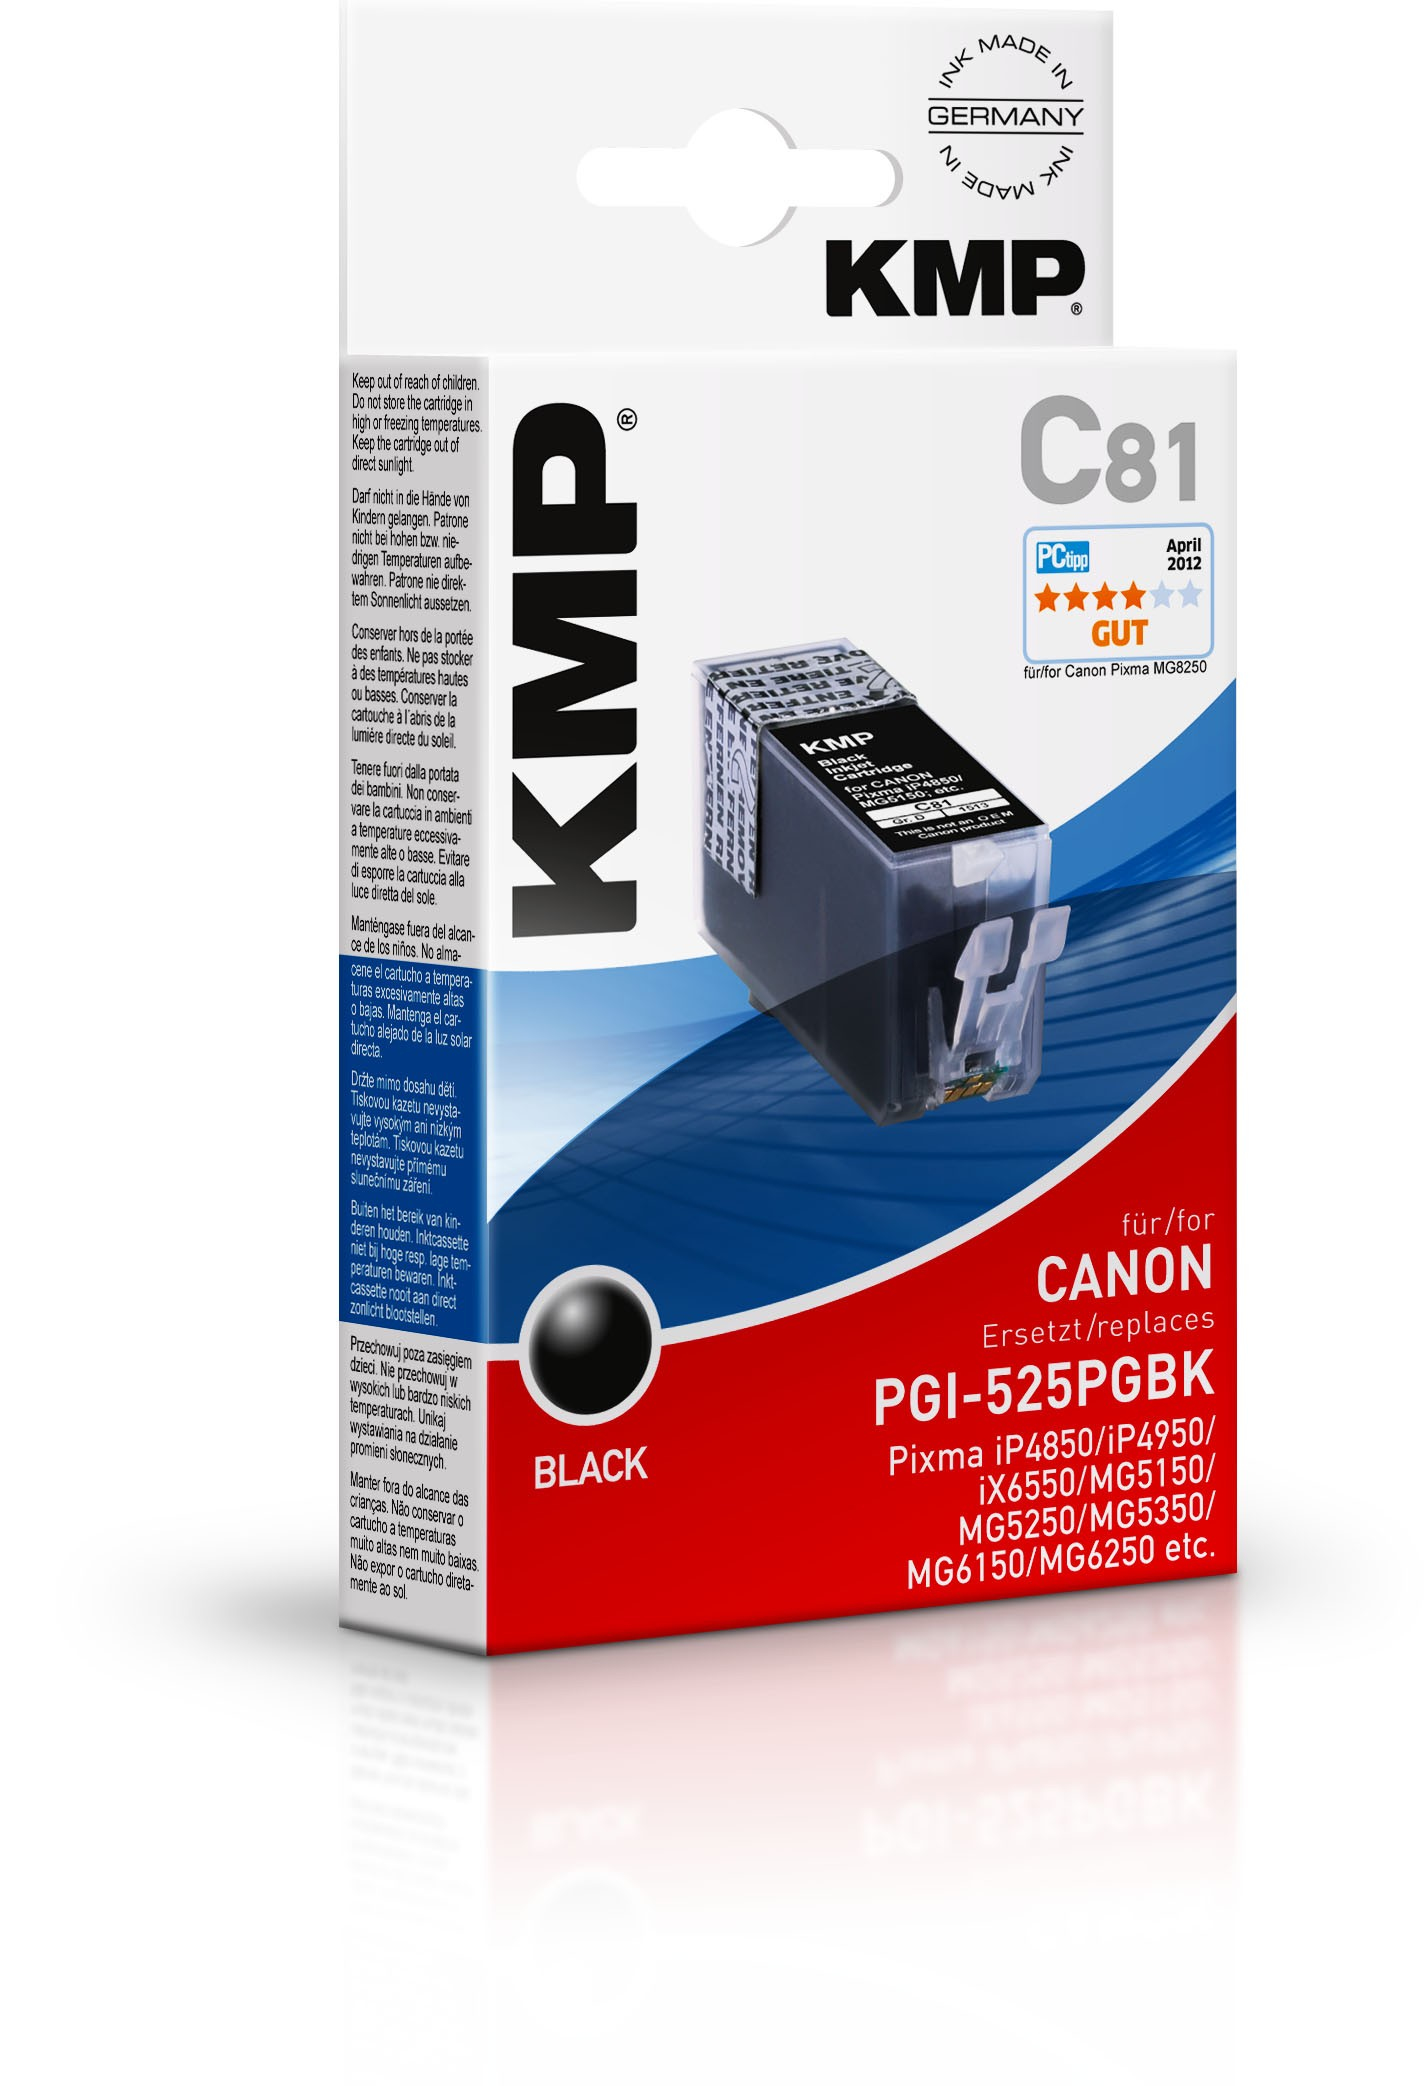 INK MADE IN
GERMANY
INK MADE IN
KMP®
Keep out of reach of children.
Do not store the cartridge in
high or freezing temperatures.
Keep the cartridge out of
direct sunlight.
Darf nicht in die Hände von
Kindern gelangen. Patrone
nicht bei hohen bzw. nie-
drigen Temperaturen aufbe-
wahren. Patrone nie direk-
tem Sonnenlicht aussetzen.
Conserver hors de la portée
des enfants. Ne pas stocker
à des températures hautes
ou basses. Conserver la
cartouche à l´abris de la
lumière directe du soleil.
Tenere fuori dalla portata
dei bambini. Non conser-
vare la cartuccia in ambienti
a temperature eccessiva-
mente alte o basse. Evitare
di esporre la cartuccia alla
luce diretta del sole.
Manténgase fuera del alcan-
ce de los niños. No alma-
cene el cartucho a tempera-
turas excesivamente altas
o bajas. Mantenga el car-
tucho alejado de la luz solar
directa.
Držte mimo dosahu dětí.
Tiskovou kazetu nevysta-
vujte vysokým ani nízkým
teplotám. Tiskovou kazetu
nevystavujte přímému
slunečnímu záření.
Buiten het bereik van kin-
deren houden. Inktcassette
niet bij hoge resp. lage tem-
peraturen bewaren. Inkt-
cassette nooit aan direct
zonlicht blootstellen.
Przechowuj poza zasięgiem
dzieci. Nie przechowuj w
wysokich lub bardzo niskich
temperaturach. Unikaj
wystawiania na działanie
promieni słonecznych.
Manter fora do alcance das
crianças. Não conservar o
cartucho a temperaturas
muito altas nem muito baixas.
Não expor o cartucho direta-
mente ao sol.
KMP®
C81
PCtipp
April
2012
GUT
für/for Canon Pixma MG8250
KMP
Black
Inkjet
Cartridge
for CANON
Pixma iP4850/
MG5150; etc.
C81
Gr. D 1513
This is not an OEM
Canon product
für/for
CANON
Ersetzt/replaces
PGI-525PGBK
Pixma iP4850/iP4950/
iX6550/MG5150/
MG5250/MG5350/
MG6150/MG6250 etc.
BLACK